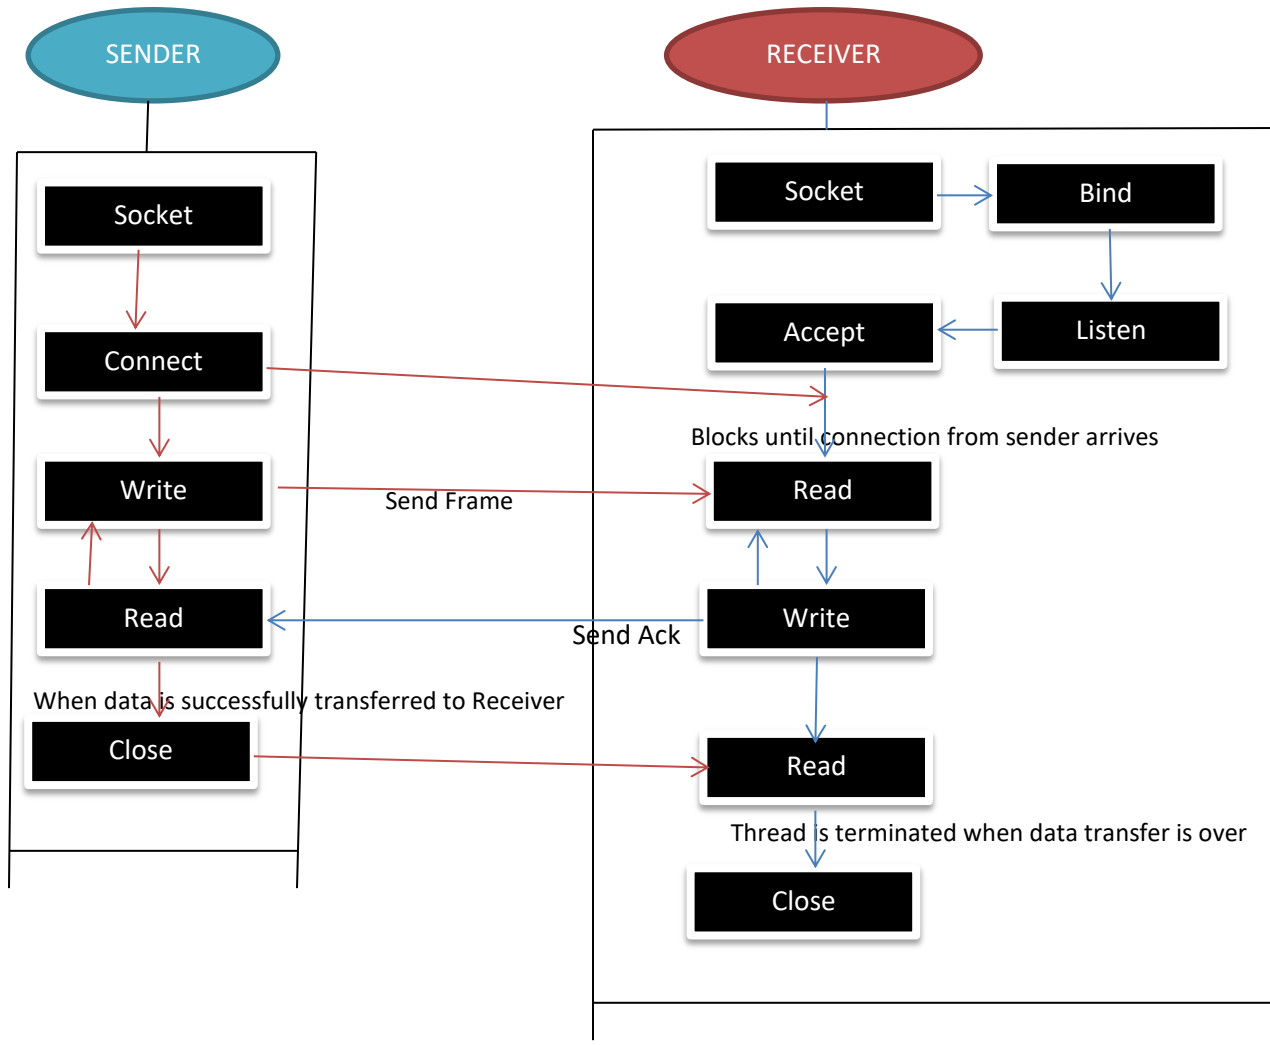 SENDER
RECEIVER
Socket
Bind
Socket
Accept
Listen
Connect
Blocks until connection from sender arrives
Write
Send Frame
Read
Read
Send Ack
Write
When data is successfully transferred to Receiver
Close
Read
Thread is terminated when data transfer is over
Close